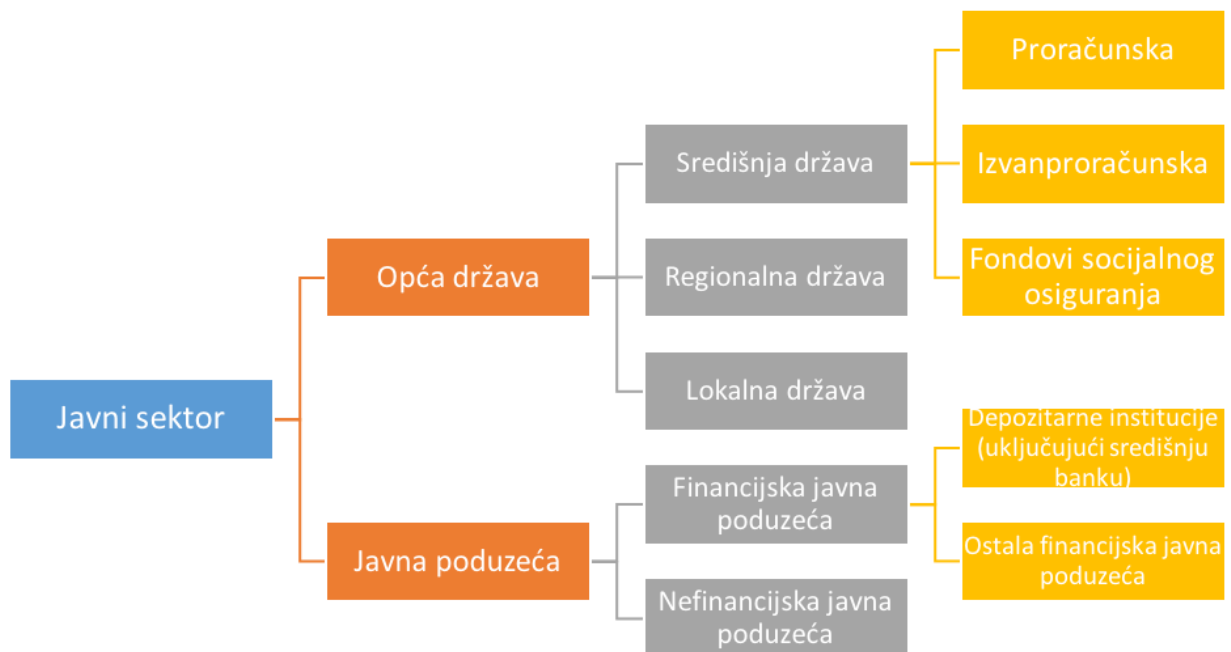 Javni sektor
Opća država
Javna poduzeća
Središnja država
Regionalna država
Lokalna država
Financijska javna
poduzeća
Nefinancijska javna
poduzeća
Proračunska
Izvanproračunska
Fondovi socijalnog
osiguranja
Depozitarne institucije
(uključujući središnju
banku)
Ostala financijska javna
poduzeća